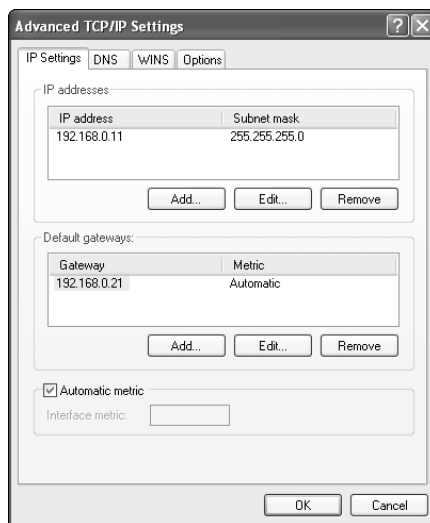 Advanced TCP/IP Settings
IP Settings DNS WINS Options
IP addresses
IP address Subnet mask
192.168.0.11 255.255.255.0
Add... Edit... Remove
Default gateways:
Gateway Metric
192.168.0.21 Automatic
Add... Edit... Remove
Automatic metric
Interface metric:
OK Cancel